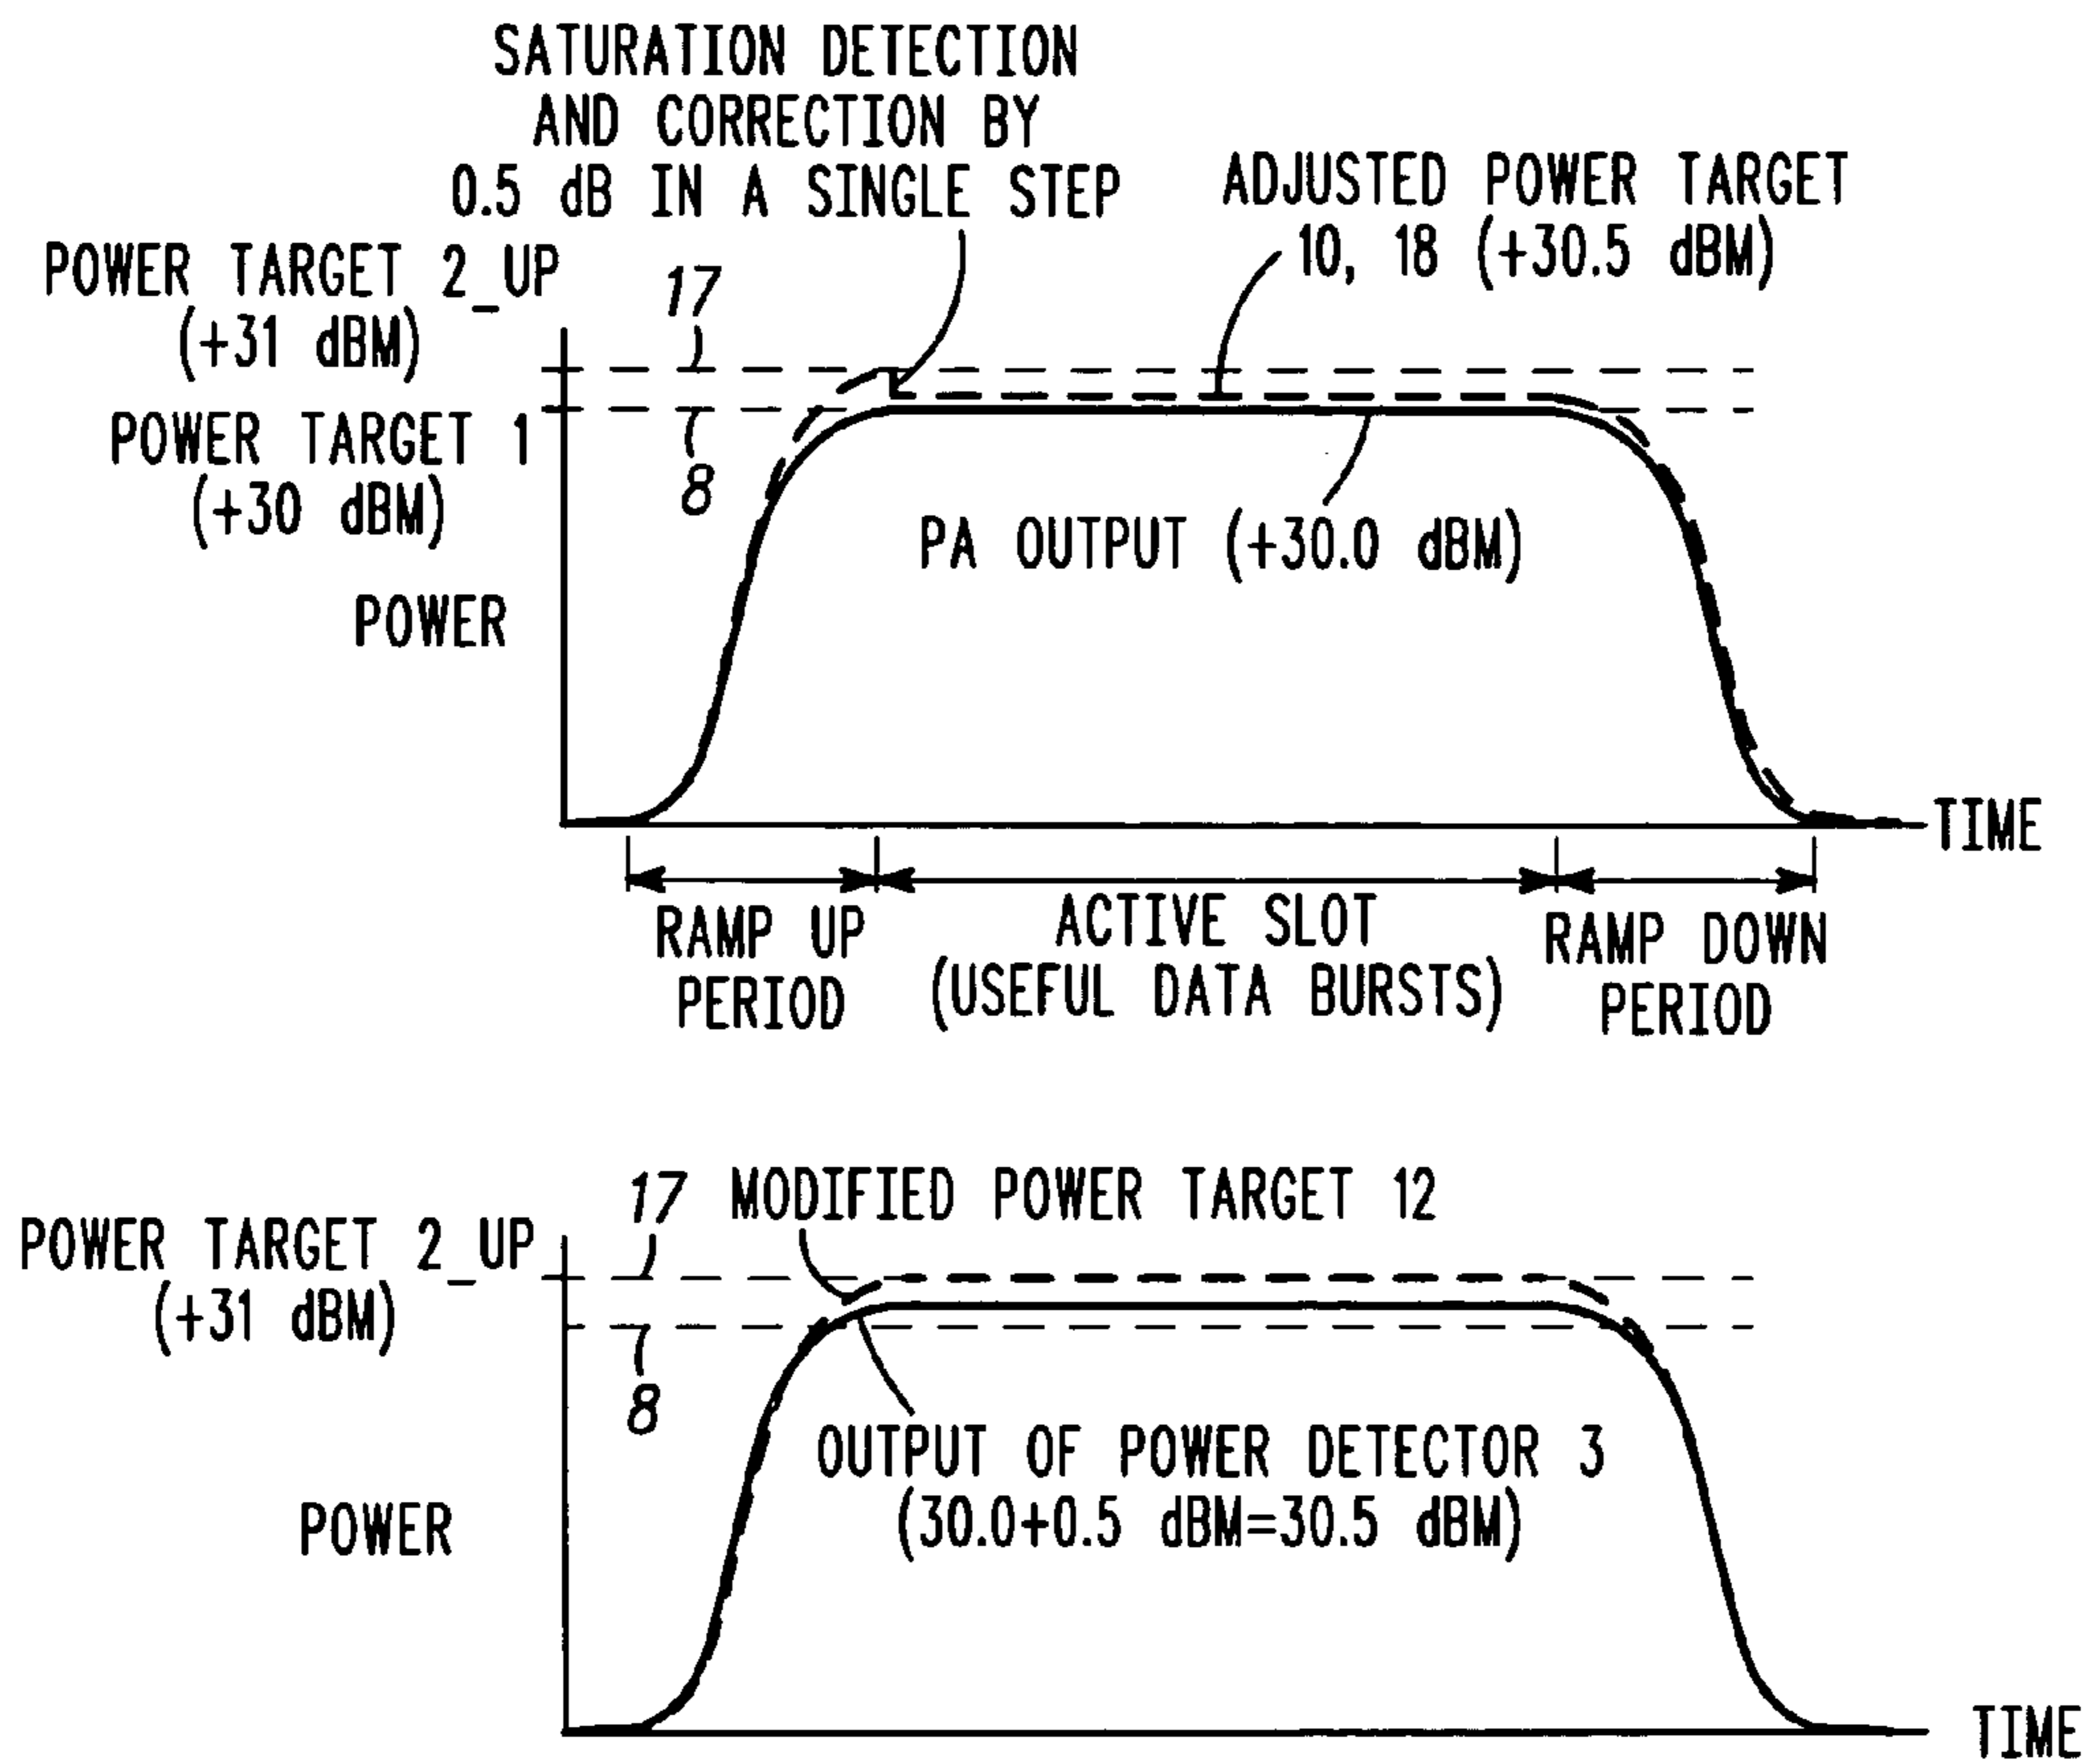 SATURATION DETECTION
AND CORRECTION BY
0.5 dB IN A SINGLE STEP
ADJUSTED POWER TARGET
10, 18 (+30.5 dBM)
POWER TARGET 2_UP
(+31 dBM)
17
POWER TARGET 1
(+30 dBM)
8
PA OUTPUT (+30.0 dBM)
POWER
TIME
RAMP UP
PERIOD
ACTIVE SLOT
(USEFUL DATA BURSTS)
RAMP DOWN
PERIOD
17
MODIFIED POWER TARGET 12
POWER TARGET 2_UP
(+31 dBM)
8
OUTPUT OF POWER DETECTOR 3
(30.0+0.5 dBM=30.5 dBM)
POWER
TIME